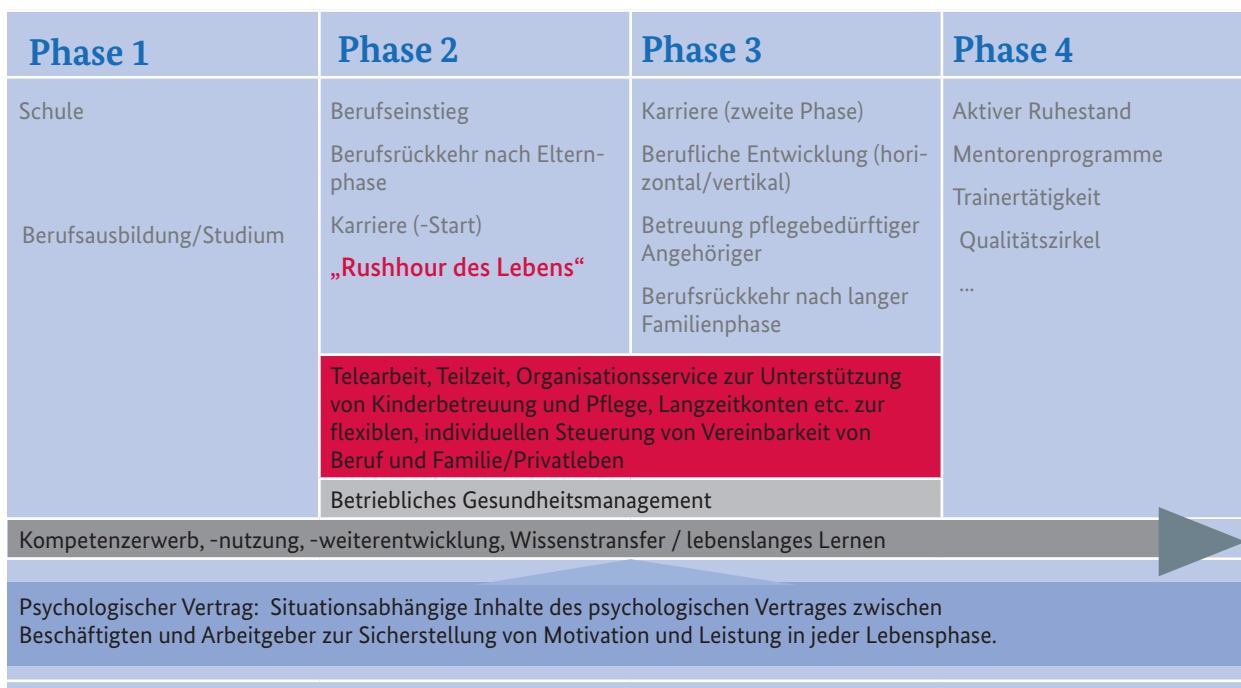 Phase 1
Schule
Berufsausbildung/Studium
Phase 2
Berufseinstieg
Berufsrückkehr nach Eltern-
phase
Karriere (-Start)
„Rushhour des Lebens“
Phase 3
Karriere (zweite Phase)
Berufliche Entwicklung (hori-
zontal/vertikal)
Betreuung pflegebedürftiger
Angehöriger
Berufsrückkehr nach langer
Familienphase
Phase 4
Aktiver Ruhestand
Mentorenprogramme
Trainertätigkeit
Qualitätszirkel
...
Telearbeit, Teilzeit, Organisationsservice zur Unterstützung
von Kinderbetreuung und Pflege, Langzeitkonten etc. zur
flexiblen, individuellen Steuerung von Vereinbarkeit von
Beruf und Familie/Privatleben
Betriebliches Gesundheitsmanagement
Kompetenzerwerb, -nutzung, -weiterentwicklung, Wissenstransfer / lebenslanges Lernen
Psychologischer Vertrag: Situationsabhängige Inhalte des psychologischen Vertrages zwischen
Beschäftigten und Arbeitgeber zur Sicherstellung von Motivation und Leistung in jeder Lebensphase.